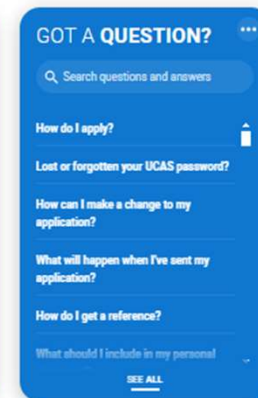 GOT A QUESTION?
Search questions and answers
How do I apply?
Lost or forgotten your UCAS password?
How can I make a change to my
application?
What will happen when I've sent my
application?
How do I get a reference?
What should I include in my personal
SEE ALL